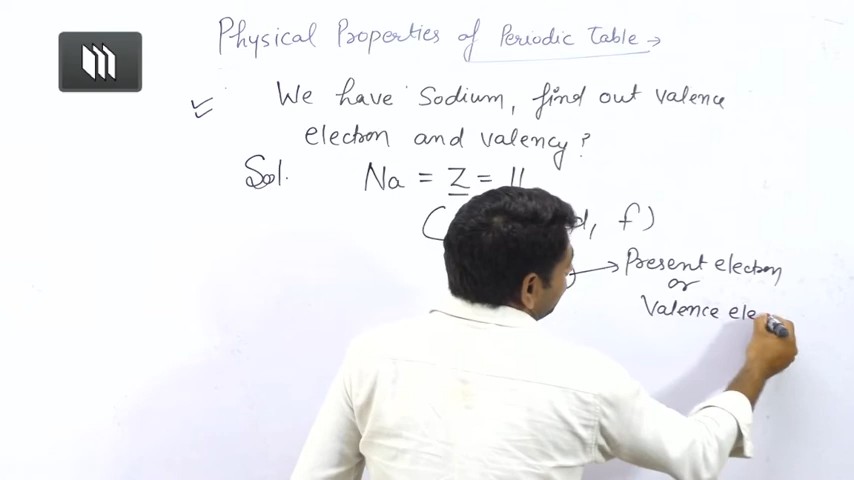 Physical Properties of Periodic Table →
We have Sodium, find out valence
electron and valency?
Sol. Na = Z = 11
( d, f)
→ Present electron
or
Valence ele